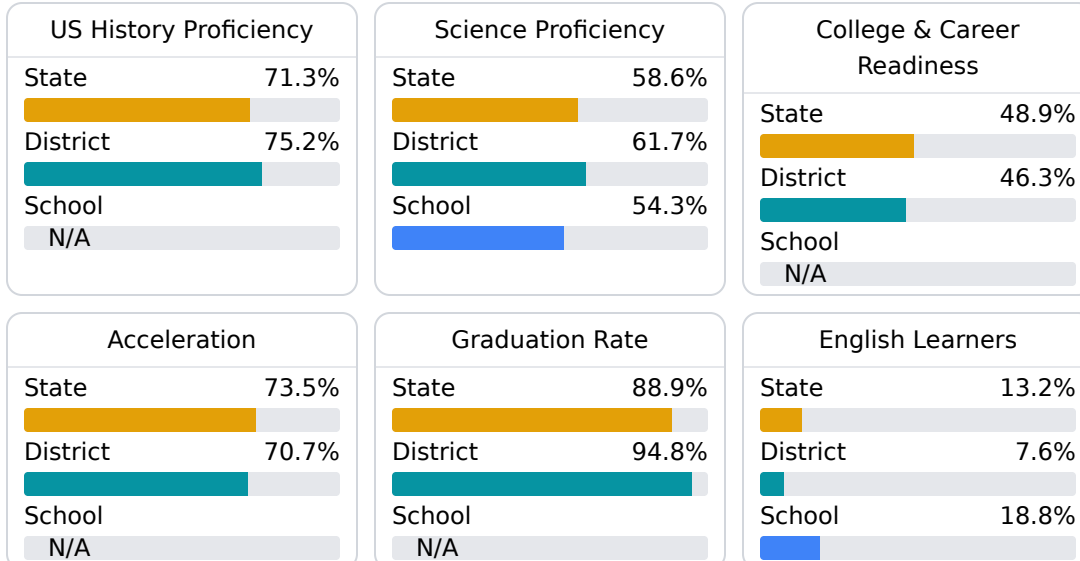 US History Proficiency
State 71.3%
District 75.2%
School
N/A
Science Proficiency
State 58.6%
District 61.7%
School 54.3%
College & Career
Readiness
State 48.9%
District 46.3%
School
N/A
Acceleration
State 73.5%
District 70.7%
School
N/A
Graduation Rate
State 88.9%
District 94.8%
School
N/A
English Learners
State 13.2%
District 7.6%
School 18.8%